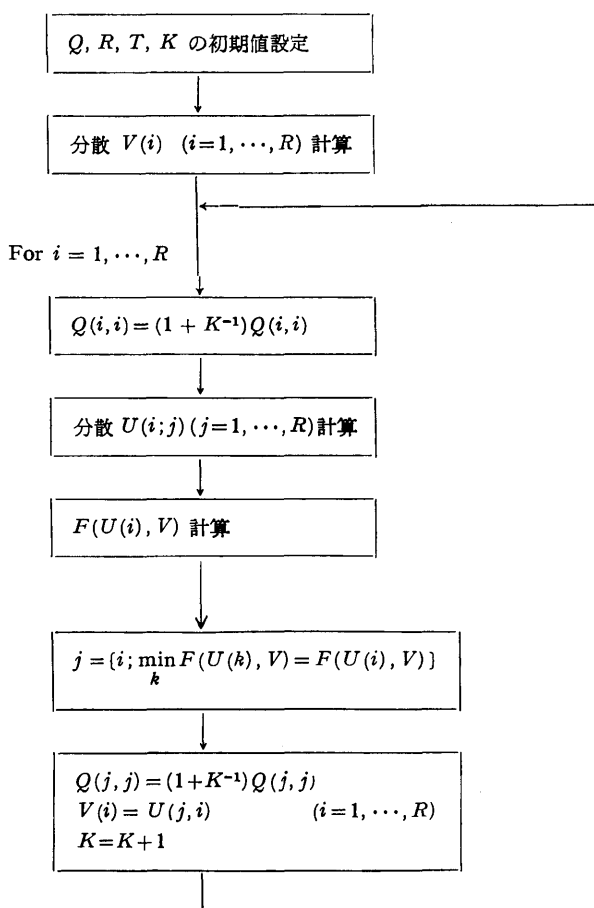 Q, R, T, K の初期値設定
分散 V(i) (i=1, ···, R) 計算
For i = 1, ···, R
Q(i,i)=(1 + K⁻¹)Q(i,i)
分散 U(i;j) (j=1, ···, R)計算
F(U(i), V) 計算
j={i; min F(U(k), V)=F(U(i), V)}
k
Q(j,j)=(1+K⁻¹)Q(j,j)
V(i)= U(j,i) (i=1, ···, R)
K=K+1